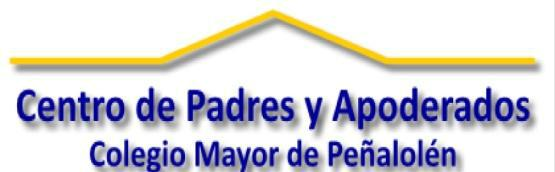 Centro de Padres y Apoderados
Colegio Mayor de Peñalolén